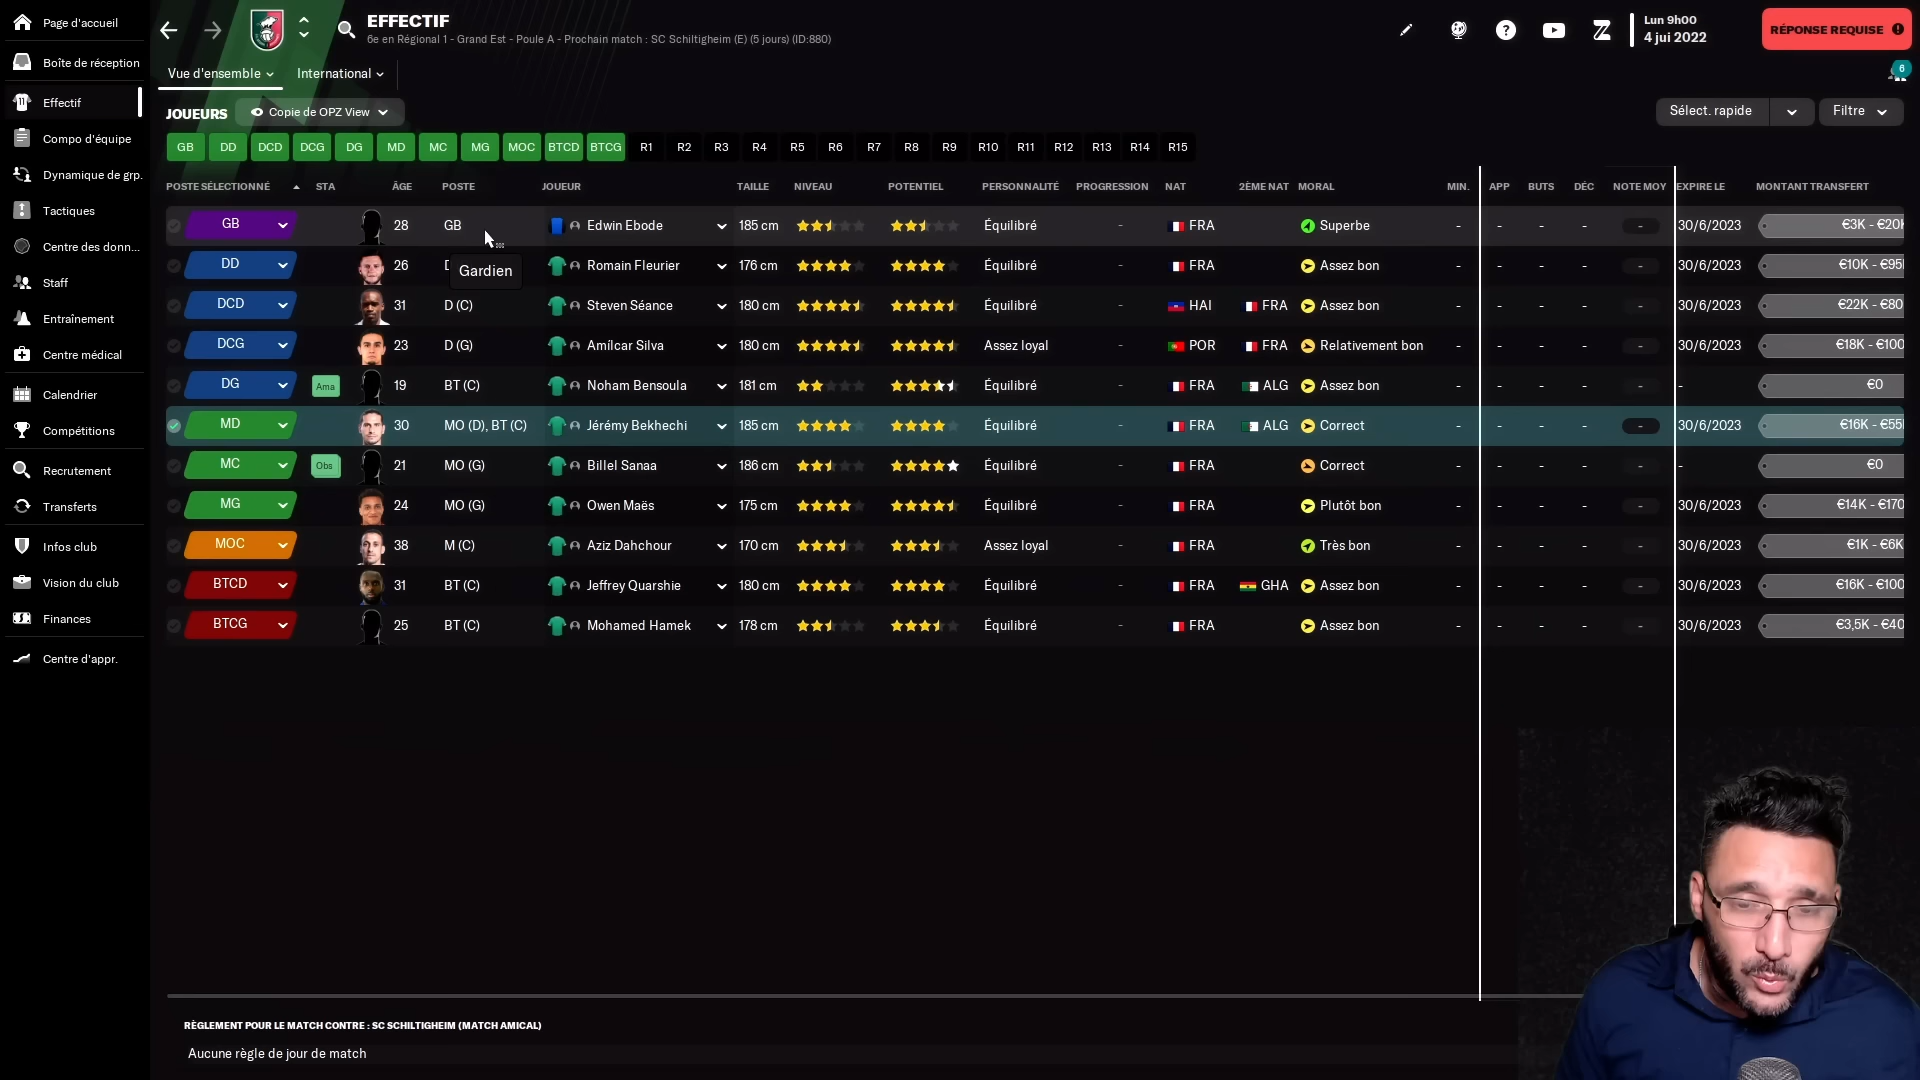 Page d'accueil
Boîte de réception
Effectif
Compo d'équipe
Dynamique de grp.
Tactiques
Centre des donn...
Staff
Entraînement
Centre médical
Calendrier
Compétitions
Recrutement
Transferts
Infos club
Vision du club
Finances
Centre d'appr.
EFFECTIF
6e en Régional 1 - Grand Est - Poule A - Prochain match : SC Schiltigheim (E) (5 jours) (ID:880)
Lun 9h00
4 jui 2022
RÉPONSE REQUISE
Vue d'ensemble International
6
JOUEURS Copie de OPZ View Sélect. rapide Filtre
GB DD DCD DCG DG MD MC MG MOC BTCD BTCG R1 R2 R3 R4 R5 R6 R7 R8 R9 R10 R11 R12 R13 R14 R15
POSTE SÉLECTIONNÉ STA ÂGE POSTE JOUEUR TAILLE NIVEAU POTENTIEL PERSONNALITÉ PROGRESSION NAT 2ÈME NAT MORAL MIN. APP BUTS DÉC NOTE MOY EXPIRE LE MONTANT TRANSFERT
GB 28 GB Edwin Ebode 185 cm Équilibré - FRA Superbe - - - - - 30/6/2023 €3K - €20K
DD 26 D Romain Fleurier 176 cm Équilibré - FRA Assez bon - - - - - 30/6/2023 €10K - €95
Gardien
DCD 31 D (C) Steven Séance 180 cm Équilibré - HAI FRA Assez bon - - - - - 30/6/2023 €22K - €80
DCG 23 D (G) Amílcar Silva 180 cm Assez loyal - POR FRA Relativement bon - - - - - 30/6/2023 €18K - €100
DG Ama 19 BT (C) Noham Bensoula 181 cm Équilibré - FRA ALG Assez bon - - - - - - €0
MD 30 MO (D), BT (C) Jérémy Bekhechi 185 cm Équilibré - FRA ALG Correct - - - - - 30/6/2023 €16K - €55
MC Obs 21 MO (G) Billel Sanaa 186 cm Équilibré - FRA Correct - - - - - - €0
MG 24 MO (G) Owen Maës 175 cm Équilibré - FRA Plutôt bon - - - - - 30/6/2023 €14K - €170
MOC 38 M (C) Aziz Dahchour 170 cm Assez loyal - FRA Très bon - - - - - 30/6/2023 €1K - €6K
BTCD 31 BT (C) Jeffrey Quarshie 180 cm Équilibré - FRA GHA Assez bon - - - - - 30/6/2023 €16K - €100
BTCG 25 BT (C) Mohamed Hamek 178 cm Équilibré - FRA Assez bon - - - - - 30/6/2023 €3,5K - €40
RÈGLEMENT POUR LE MATCH CONTRE : SC SCHILTIGHEIM (MATCH AMICAL)
Aucune règle de jour de match